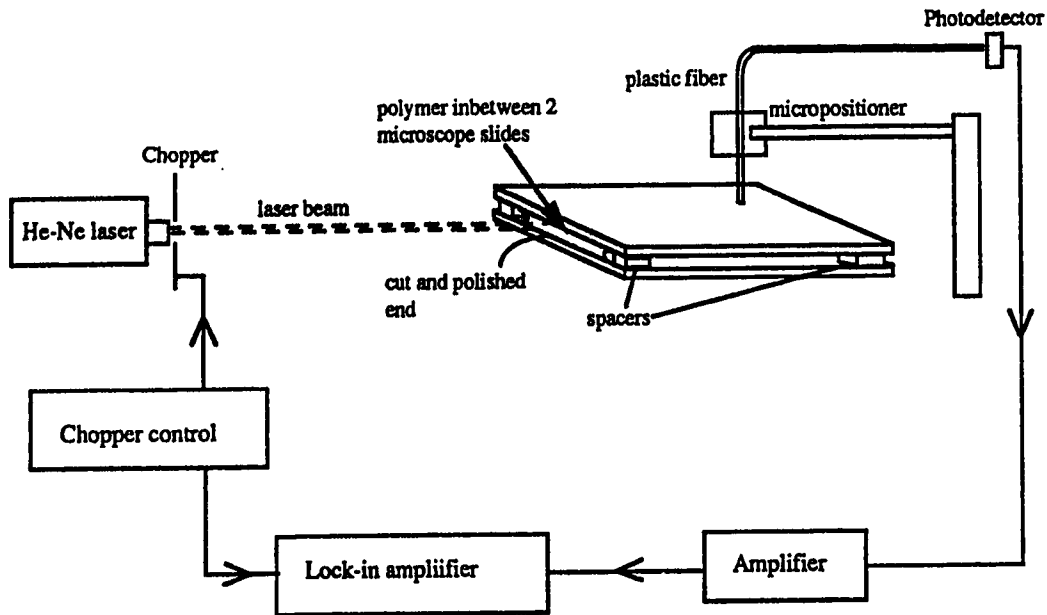 Photodetector
plastic fiber
polymer inbetween 2
microscope slides
micropositioner
Chopper
He-Ne laser
laser beam
cut and polished
end
spacers
Chopper control
Lock-in ampliifier
Amplifier